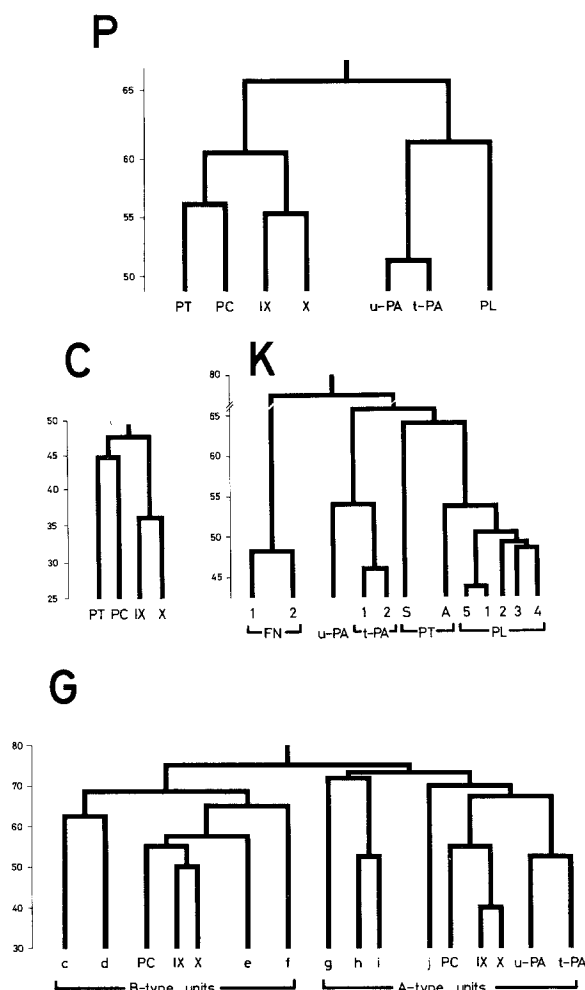 P
65
60
55
50
PT PC IX X u-PA t-PA PL
C
50
45
40
35
30
25
PT PC IX X
K
80
65
60
55
50
45
1 2 u-PA 1 2 S A 5 1 2 3 4
FN t-PA PT PL
G
80
70
60
50
40
30
c d PC IX X e f g h i j PC IX X u-PA t-PA
B-type units A-type units